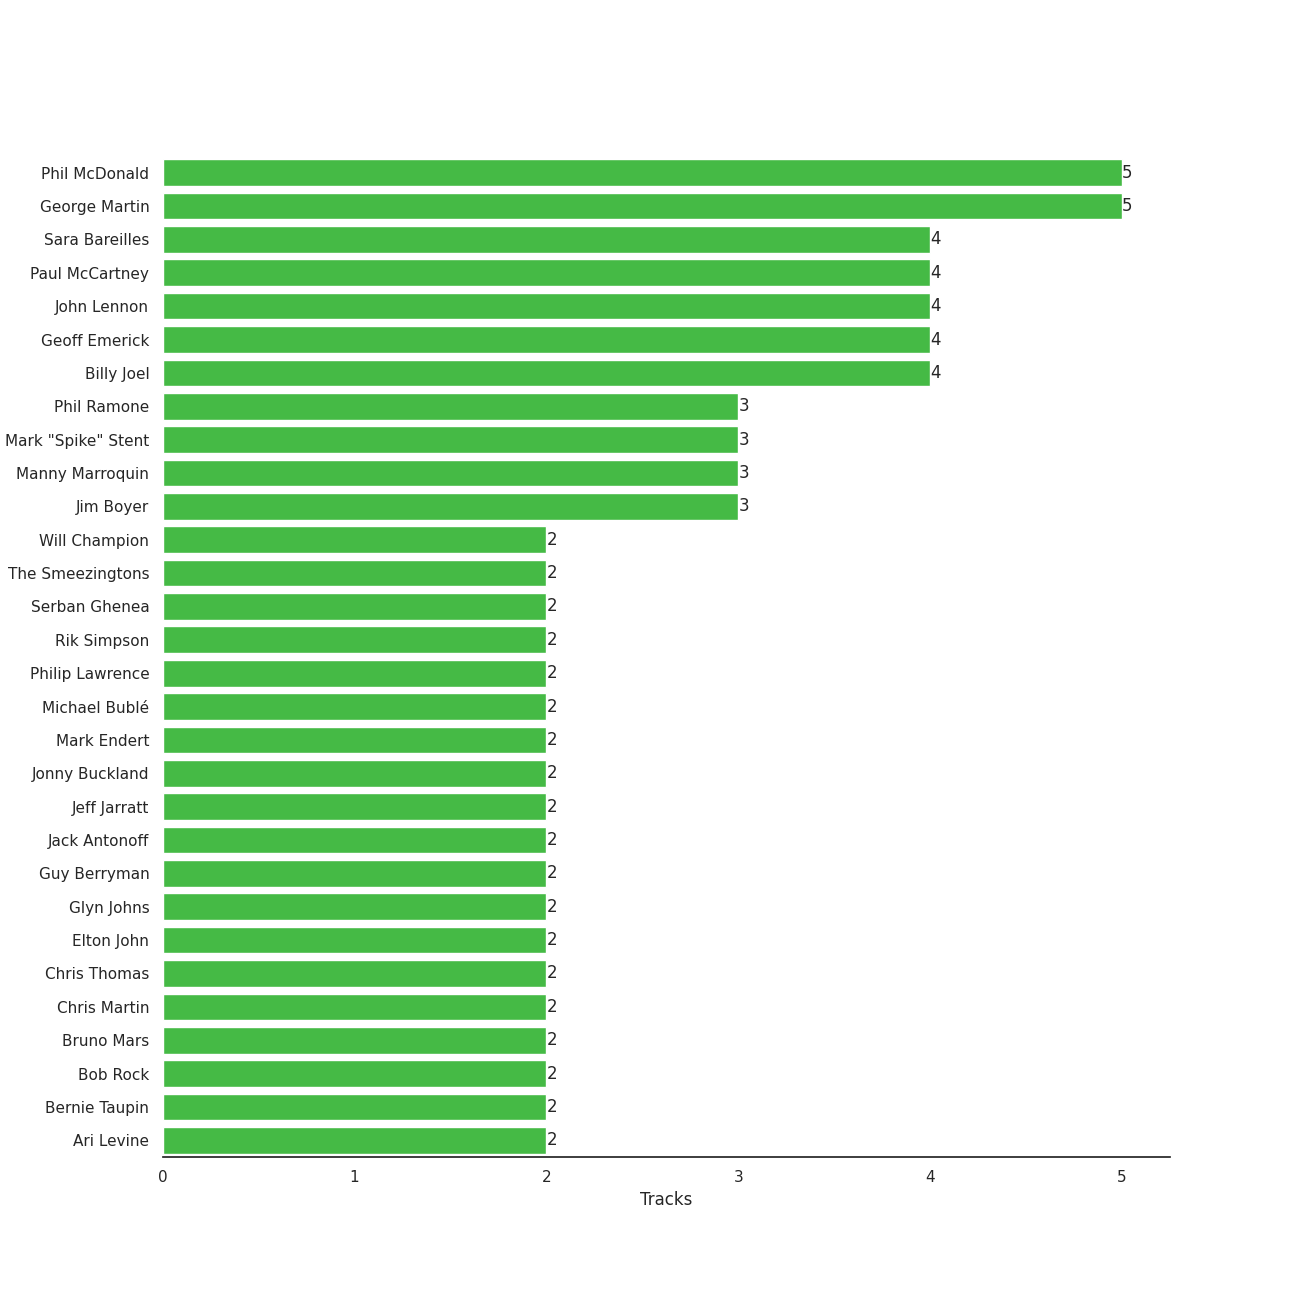 Phil McDonald 5
George Martin 5
Sara Bareilles 4
Paul McCartney 4
John Lennon 4
Geoff Emerick 4
Billy Joel 4
Phil Ramone 3
Mark "Spike" Stent 3
Manny Marroquin 3
Jim Boyer 3
Will Champion 2
The Smeezingtons 2
Serban Ghenea 2
Rik Simpson 2
Philip Lawrence 2
Michael Bublé 2
Mark Endert 2
Jonny Buckland 2
Jeff Jarratt 2
Jack Antonoff 2
Guy Berryman 2
Glyn Johns 2
Elton John 2
Chris Thomas 2
Chris Martin 2
Bruno Mars 2
Bob Rock 2
Bernie Taupin 2
Ari Levine 2
0 1 2 3 4 5
Tracks